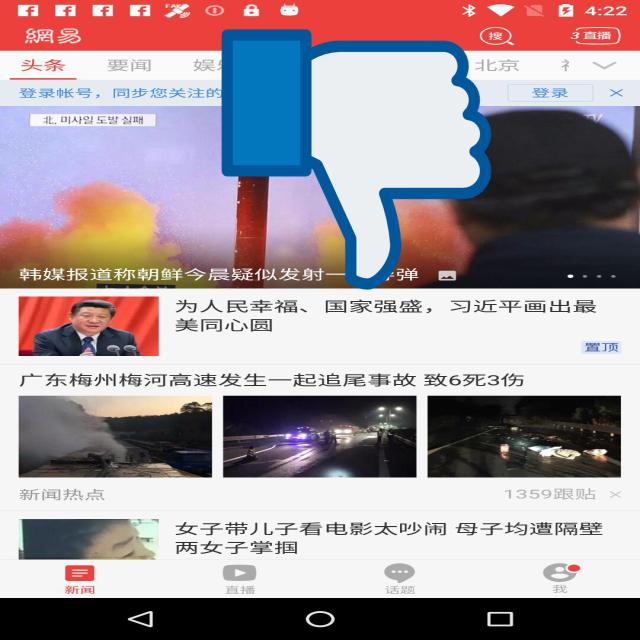 4:22
網易
搜
直播
头条 要闻 北京
登录帐号，同步您关注的
登录 ×
北, 미사일 도발 실패
韩媒报道称朝鲜今晨疑似发射一
弹
为人民幸福、国家强盛，习近平画出最
美同心圆
置顶
广东梅州梅河高速发生一起追尾事故 致6死3伤
新闻热点 1359跟贴 ×
女子带儿子看电影太吵闹 母子均遭隔壁
两女子掌掴
新闻 直播 话题 我